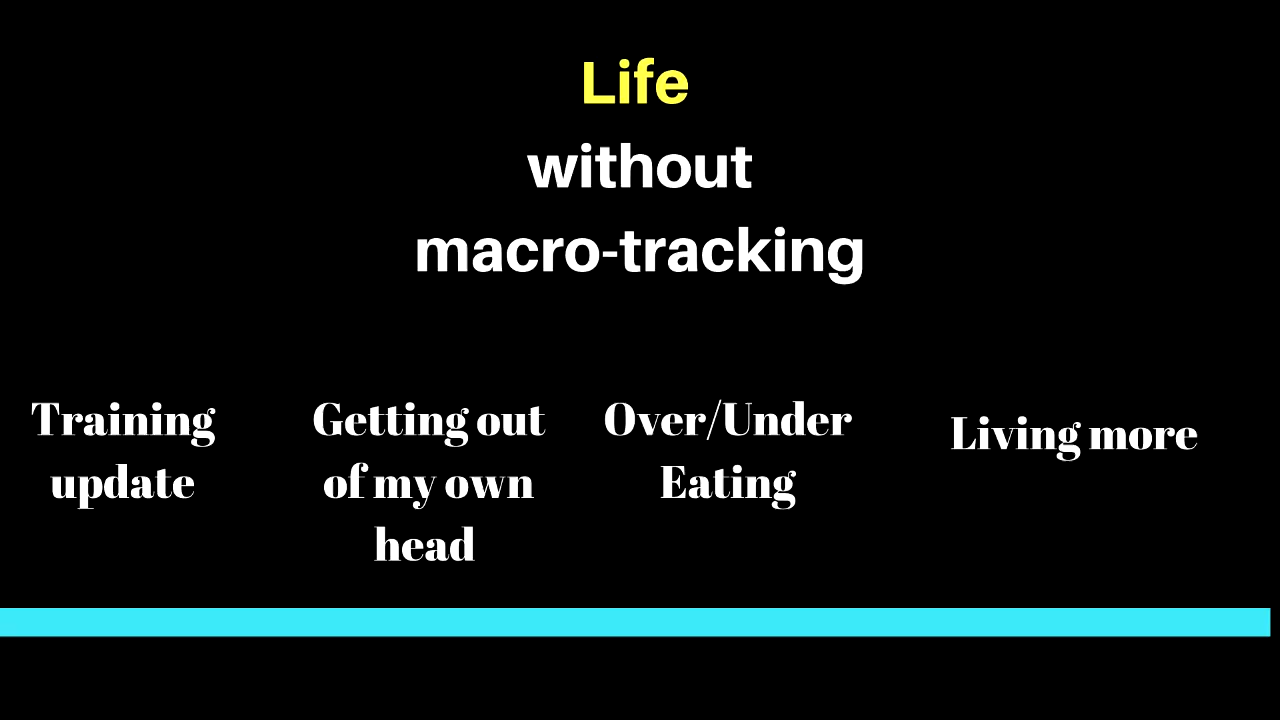 Life
without
macro-tracking
Training
update
Getting out
of my own
head
Over/Under
Eating
Living more